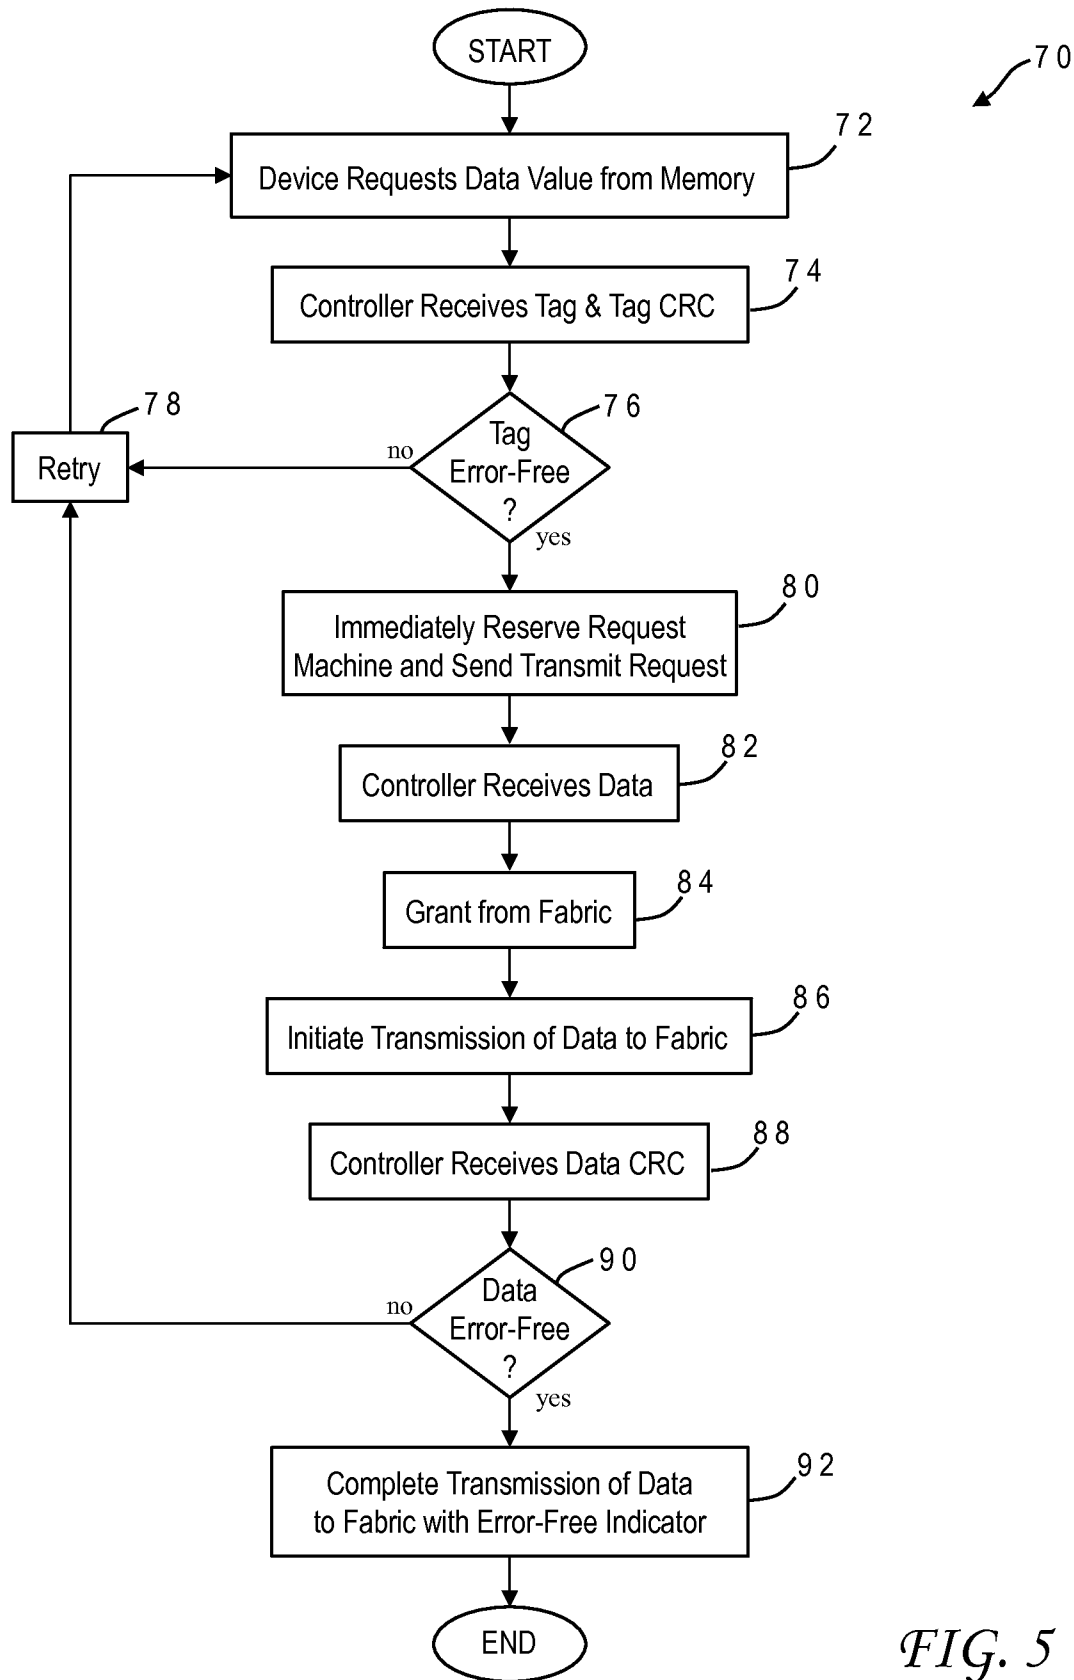 START
70
72
Device Requests Data Value from Memory
74
Controller Receives Tag & Tag CRC
78
76
Retry
no
Tag
Error-Free
?
yes
80
Immediately Reserve Request
Machine and Send Transmit Request
82
Controller Receives Data
84
Grant from Fabric
86
Initiate Transmission of Data to Fabric
88
Controller Receives Data CRC
90
no
Data
Error-Free
?
yes
92
Complete Transmission of Data
to Fabric with Error-Free Indicator
END
FIG. 5